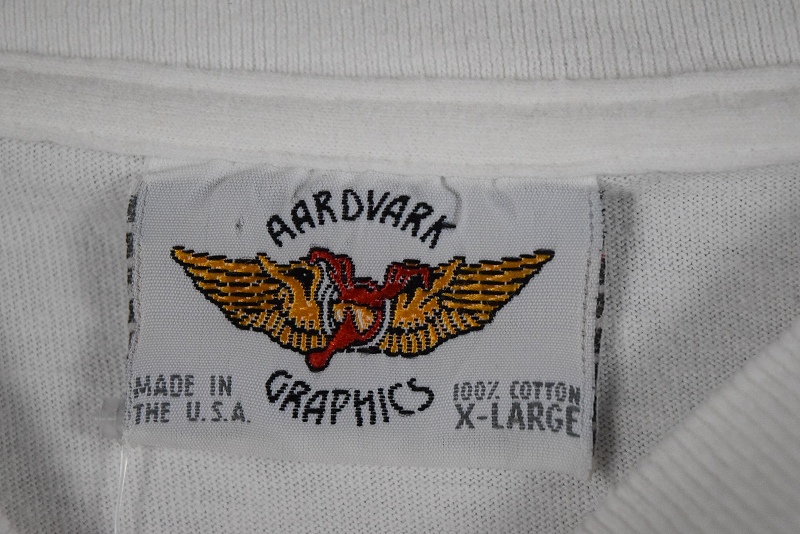 AARDVARK
GRAPHICS
MADE IN
THE U.S.A.
100% COTTON
X-LARGE